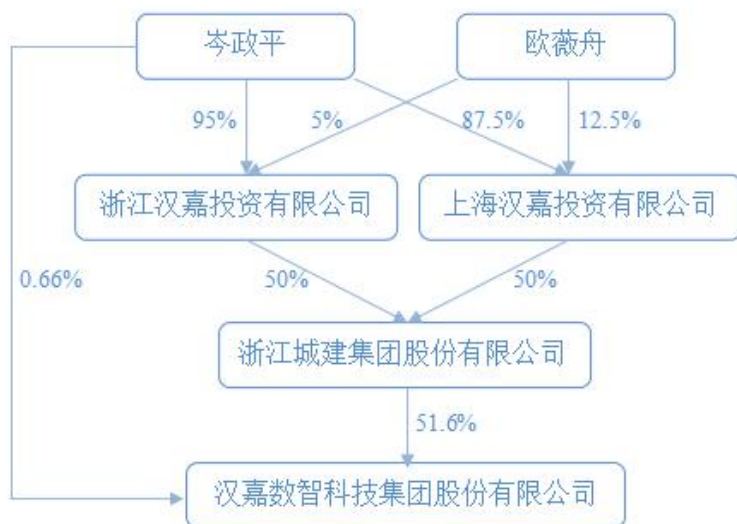 岑政平
欧薇舟
95%
5%
87.5%
12.5%
浙江汉嘉投资有限公司
上海汉嘉投资有限公司
0.66%
50%
50%
浙江城建集团股份有限公司
51.6%
汉嘉数智科技集团股份有限公司